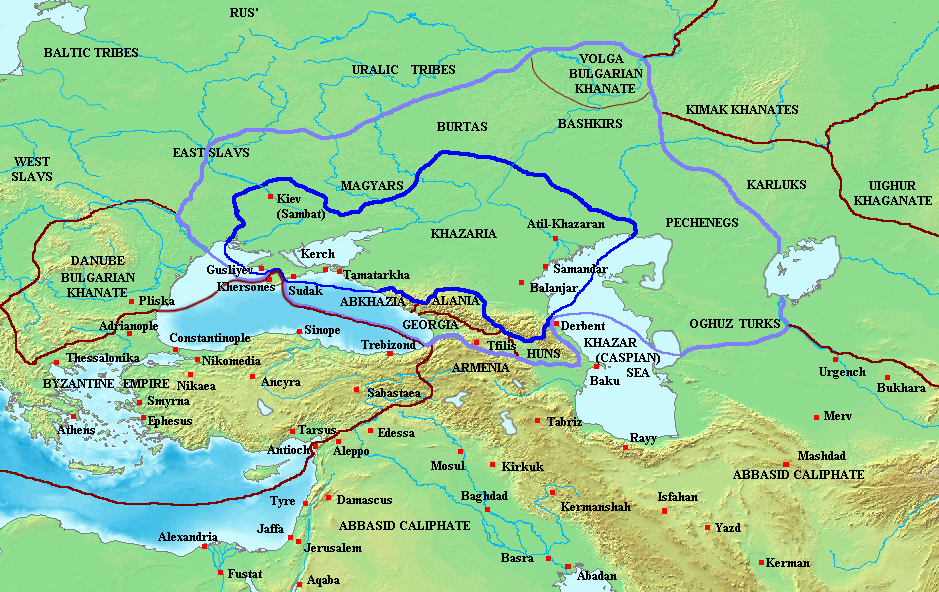 RUS'
BALTIC TRIBES
URALIC TRIBES
VOLGA
BULGARIAN
KHANATE
KIMAK KHANATES
BURTAS
BASHKIRS
EAST SLAVS
WEST
SLAVS
MAGYARS
KARLUKS
UIGHUR
KHAGANATE
Kiev
(Sambat)
KHAZARIA
Atil-Khazaran
PECHENEGS
DANUBE
BULGARIAN
KHANATE
Kerch
Gusliyev
Tamatarkha
Samandar
Khersones
Sudak
Balanjar
Pliska
ABKHAZIA
ALANIA
Adrianople
GEORGIA
Derbent
OGHUZ TURKS
Constantinople
Sinope
Trebizond
Tfilis
HUNS
KHAZAR
(CASPIAN)
SEA
Thessalonika
Nikomedia
ARMENIA
Baku
Urgench
Bukhara
BYZANTINE EMPIRE
Nikaea
Ancyra
Sabastaea
Smyrna
Ephesus
Athens
Tarsus
Edessa
Tabriz
Merv
Antioch
Aleppo
Rayy
Mosul
Kirkuk
Mashdad
ABBASID CALIPHATE
Tyre
Damascus
Baghdad
Kermanshah
Isfahan
Jaffa
ABBASID CALIPHATE
Yazd
Alexandria
Jerusalem
Basra
Kerman
Fustat
Aqaba
Abadan